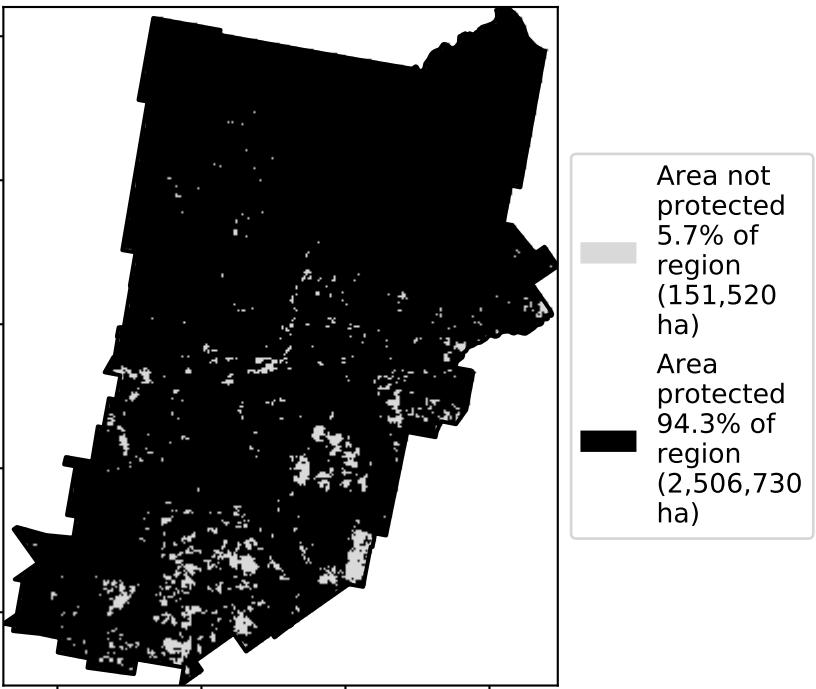 Area not
protected
5.7% of
region
(151,520
ha)
Area
protected
94.3% of
region
(2,506,730
ha)